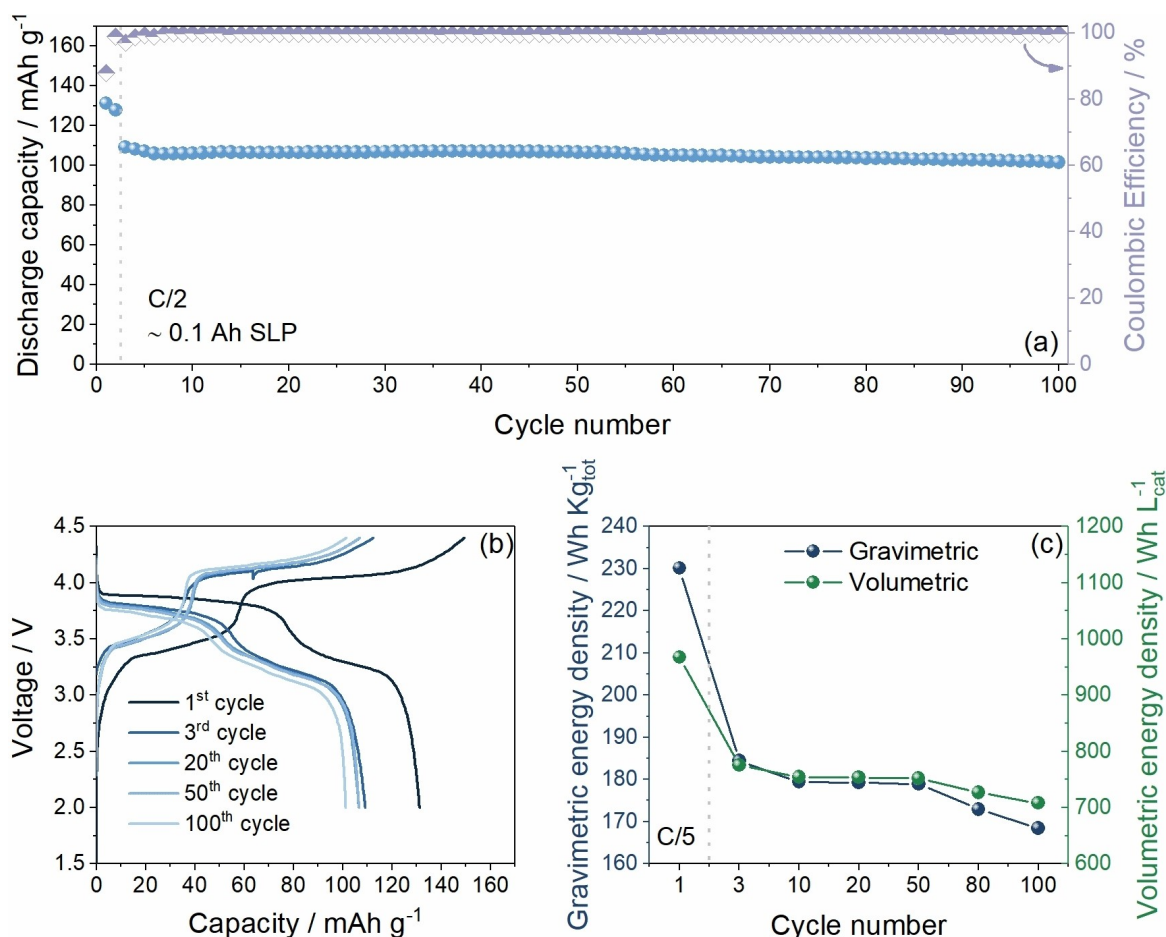 Discharge capacity / mAh g⁻¹
160
140
120
100
80
60
40
20
0
C/2
~ 0.1 Ah SLP
(a)
100
80
60
40
20
0
Coulombic Efficiency / %
0 10 20 30 40 50 60 70 80 90 100
Cycle number
Voltage / V
4.5
4.0
3.5
3.0
2.5
2.0
1.5
(b)
1st cycle
3rd cycle
20th cycle
50th cycle
100th cycle
0 20 40 60 80 100 120 140 160
Capacity / mAh g⁻¹
Gravimetric energy density / Wh Kg⁻¹tot
240
230
220
210
200
190
180
170
160
(c)
Gravimetric
Volumetric
C/5
1200
1100
1000
900
800
700
600
Volumetric energy density / Wh L⁻¹cat
1 3 10 20 50 80 100
Cycle number